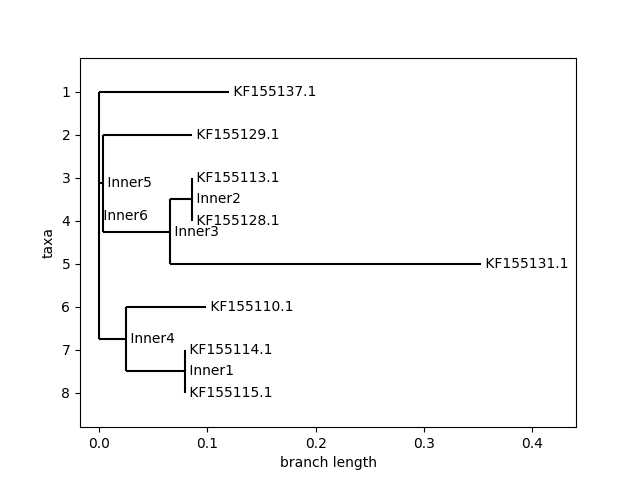 1
KF155137.1
2
KF155129.1
3
KF155113.1
Inner5
Inner2
4
Inner6
KF155128.1
Inner3
taxa
5
KF155131.1
6
KF155110.1
Inner4
7
KF155114.1
Inner1
8
KF155115.1
0.0 0.1 0.2 0.3 0.4
branch length